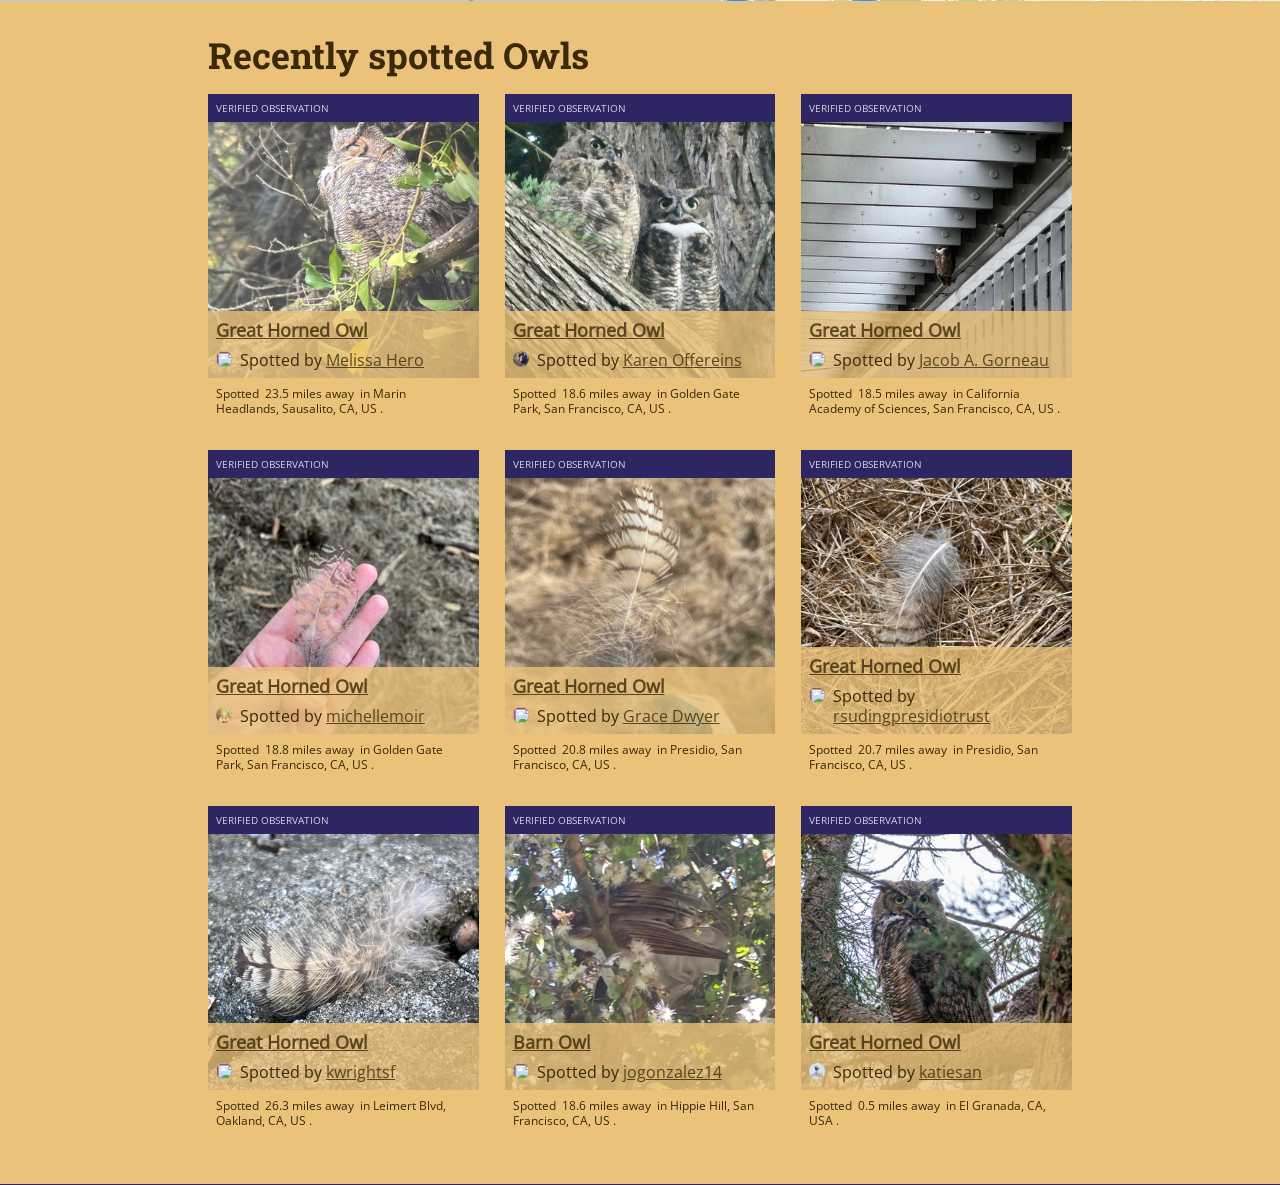 Recently spotted Owls
VERIFIED OBSERVATION
Great Horned Owl
Spotted by Melissa Hero
Spotted 23.5 miles away in Marin
Headlands, Sausalito, CA, US .
VERIFIED OBSERVATION
Great Horned Owl
Spotted by Karen Offereins
Spotted 18.6 miles away in Golden Gate
Park, San Francisco, CA, US .
VERIFIED OBSERVATION
Great Horned Owl
Spotted by Jacob A. Gorneau
Spotted 18.5 miles away in California
Academy of Sciences, San Francisco, CA, US .
VERIFIED OBSERVATION
Great Horned Owl
Spotted by michellemoir
Spotted 18.8 miles away in Golden Gate
Park, San Francisco, CA, US .
VERIFIED OBSERVATION
Great Horned Owl
Spotted by Grace Dwyer
Spotted 20.8 miles away in Presidio, San
Francisco, CA, US .
VERIFIED OBSERVATION
Great Horned Owl
Spotted by
rsudingpresidiotrust
Spotted 20.7 miles away in Presidio, San
Francisco, CA, US .
VERIFIED OBSERVATION
Great Horned Owl
Spotted by kwrightsf
Spotted 26.3 miles away in Leimert Blvd,
Oakland, CA, US .
VERIFIED OBSERVATION
Barn Owl
Spotted by jogonzalez14
Spotted 18.6 miles away in Hippie Hill, San
Francisco, CA, US .
VERIFIED OBSERVATION
Great Horned Owl
Spotted by katiesan
Spotted 0.5 miles away in El Granada, CA,
USA .